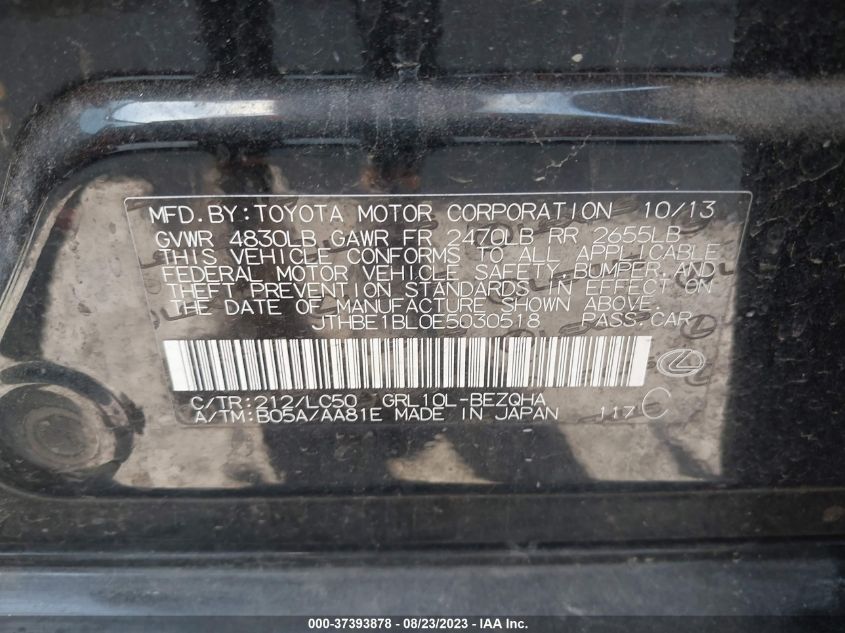 MFD. BY: TOYOTA MOTOR CORPORATION 10/13
GVWR 4830LB GAWR FR 2470LB RR 2655LB
THIS VEHICLE CONFORMS TO ALL APPLICABLE
FEDERAL MOTOR VEHICLE SAFETY, BUMPER, AND
THEFT PREVENTION STANDARDS IN EFFECT ON
THE DATE OF MANUFACTURE SHOWN ABOVE.
JTHBE1BL0E5030518 PASS. CAR
C/TR: 212/LC50 GRL10L-BEZQHA
A/TM: B05A/AA81E MADE IN JAPAN 117 C
000-37393878 / 08/23/2023 - IAA Inc.